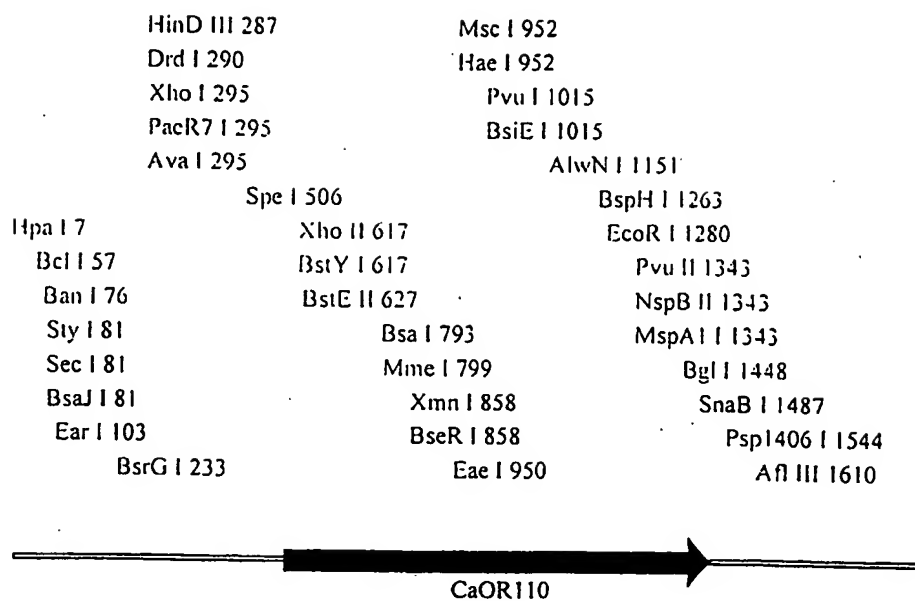 HinD III 287
Drd I 290
Xho I 295
PaeR7 I 295
Ava I 295
Spe I 506
Hpa I 7
Bcl I 57
Ban I 76
Sty I 81
Sec I 81
BsaJ I 81
Ear I 103
BsrG I 233
Xho II 617
BstY I 617
BstE II 627
Bsa I 793
Mme I 799
Xmn I 858
BseR I 858
Eae I 950
Msc I 952
Hae I 952
Pvu I 1015
BsiE I 1015
AlwN I 1151
BspH I 1263
EcoR I 1280
Pvu II 1343
NspB II 1343
MspA1 I 1343
Bgl I 1448
SnaB I 1487
Psp1406 I 1544
Afl III 1610
CaOR110